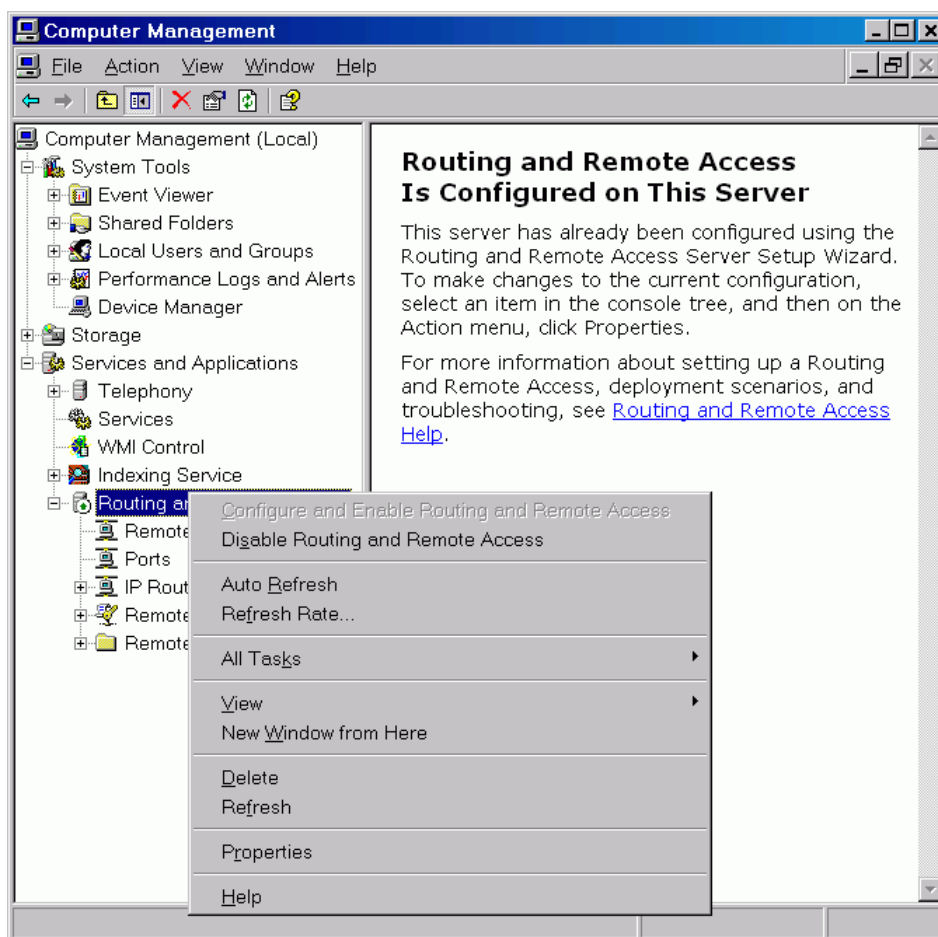 Computer Management
File Action View Window Help
Computer Management (Local)
System Tools
Event Viewer
Shared Folders
Local Users and Groups
Performance Logs and Alerts
Device Manager
Storage
Services and Applications
Telephony
Services
WMI Control
Indexing Service
Routing
Remote
Ports
IP Rout
Remote
Remote
Routing and Remote Access
Is Configured on This Server
This server has already been configured using the
Routing and Remote Access Server Setup Wizard.
To make changes to the current configuration,
select an item in the console tree, and then on the
Action menu, click Properties.
For more information about setting up a Routing
and Remote Access, deployment scenarios, and
troubleshooting, see Routing and Remote Access
Help.
Configure and Enable Routing and Remote Access
Disable Routing and Remote Access
Auto Refresh
Refresh Rate...
All Tasks
View
New Window from Here
Delete
Refresh
Properties
Help